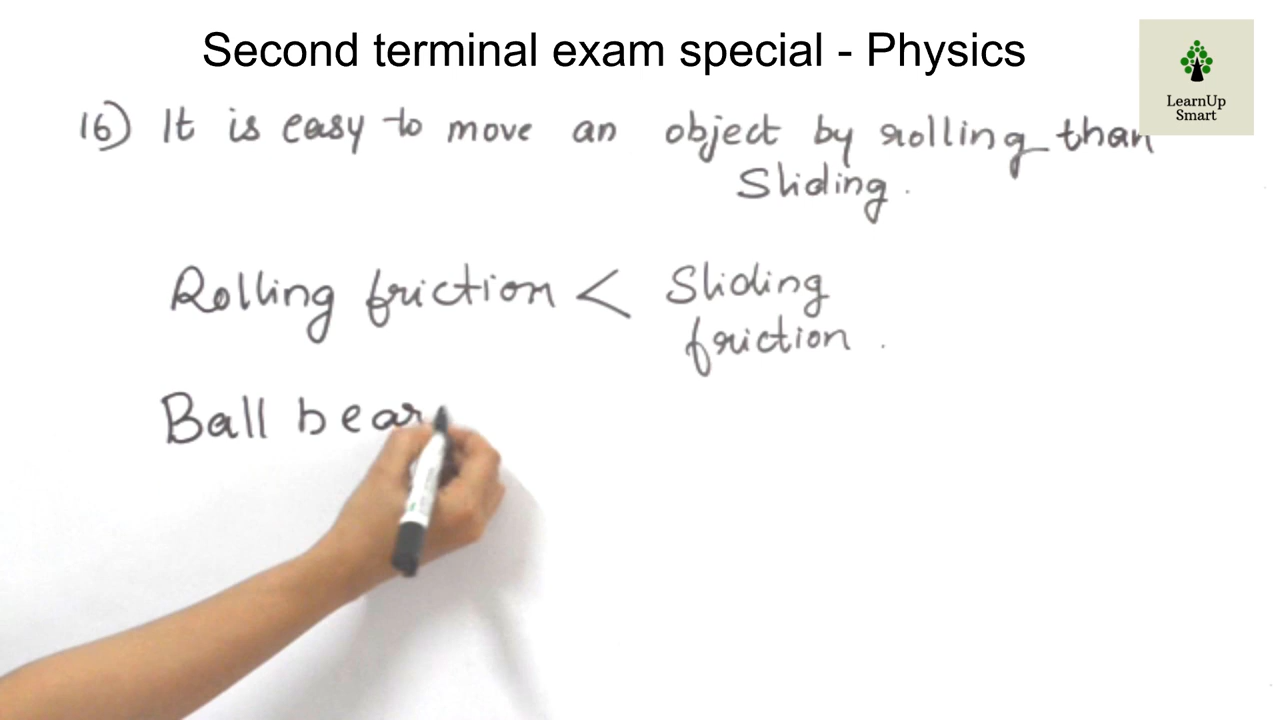 Second terminal exam special - Physics
LearnUp
Smart
16) It is easy to move an object by rolling than
Sliding.
Rolling friction < Sliding
friction.
Ball bear